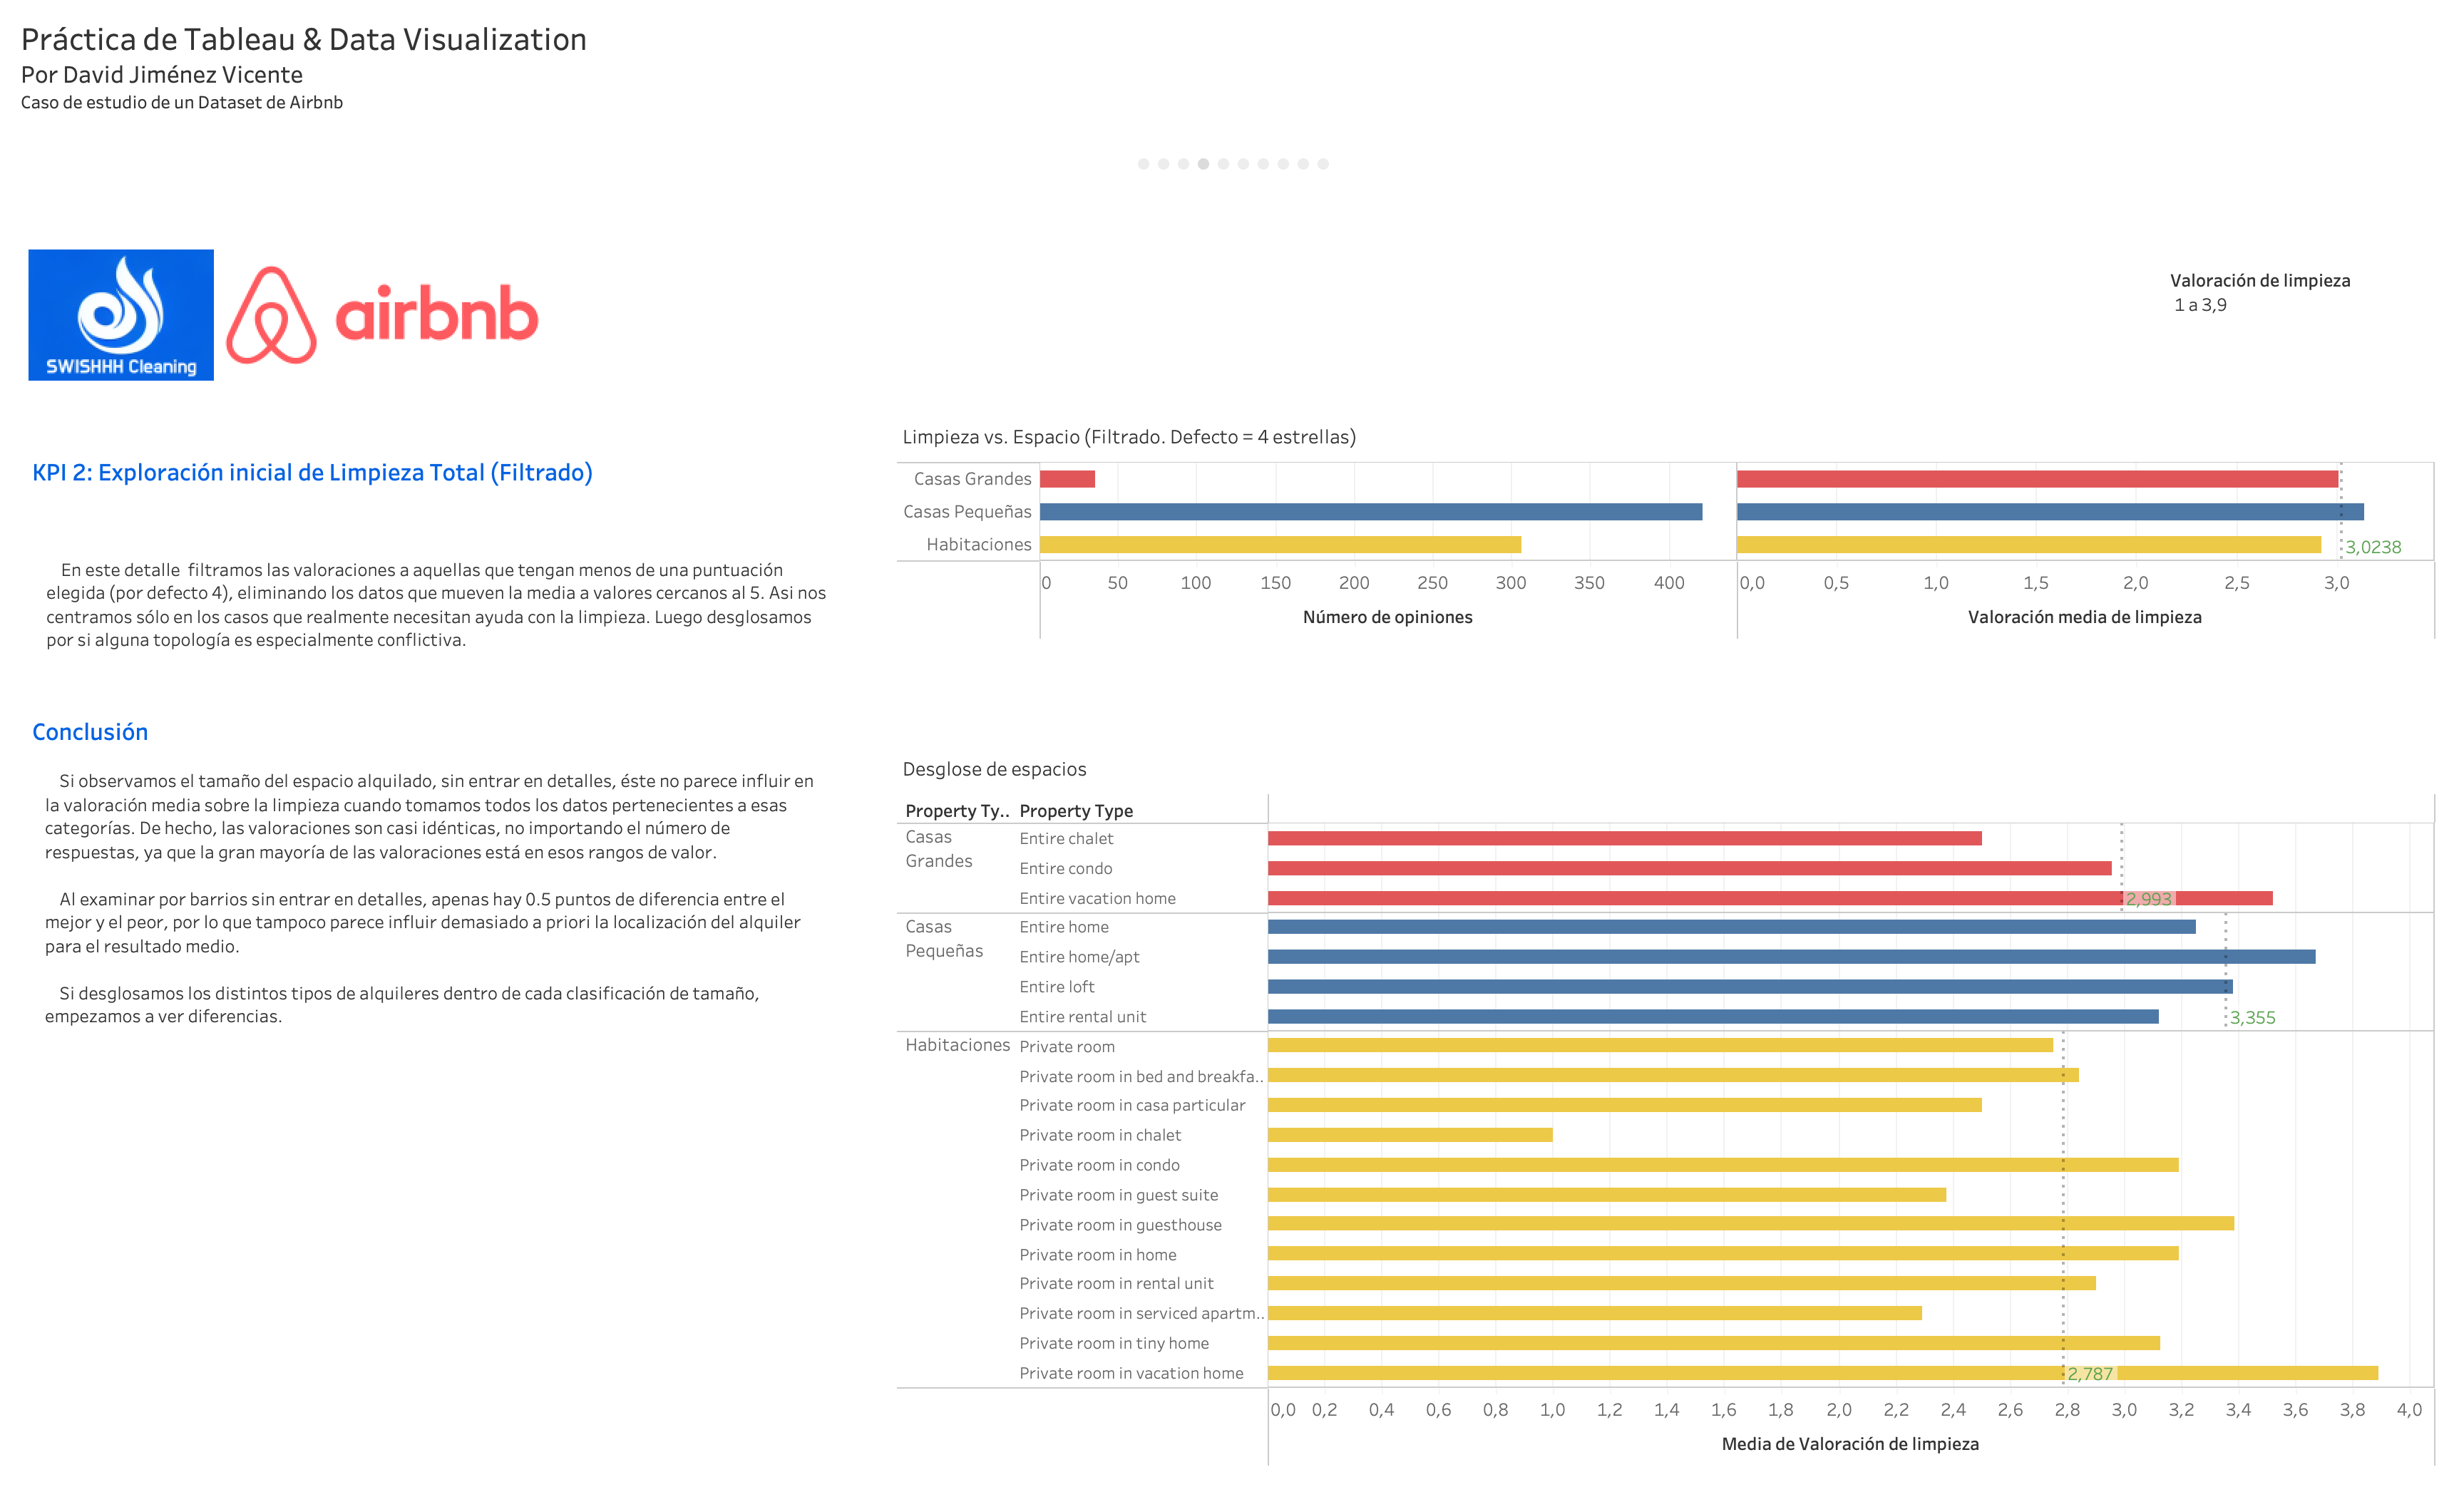 Práctica de Tableau & Data Visualization
Por David Jiménez Vicente
Caso de estudio de un Dataset de Airbnb
SWISHHH Cleaning
airbnb
Valoración de limpieza
1 a 3,9
KPI 2: Exploración inicial de Limpieza Total (Filtrado)
En este detalle  filtramos las valoraciones a aquellas que tengan menos de una puntuación
elegida (por defecto 4), eliminando los datos que mueven la media a valores cercanos al 5. Asi nos
centramos sólo en los casos que realmente necesitan ayuda con la limpieza. Luego desglosamos
por si alguna topología es especialmente conflictiva.
Conclusión
Si observamos el tamaño del espacio alquilado, sin entrar en detalles, éste no parece influir en
la valoración media sobre la limpieza cuando tomamos todos los datos pertenecientes a esas
categorías. De hecho, las valoraciones son casi idénticas, no importando el número de
respuestas, ya que la gran mayoría de las valoraciones está en esos rangos de valor.
Al examinar por barrios sin entrar en detalles, apenas hay 0.5 puntos de diferencia entre el
mejor y el peor, por lo que tampoco parece influir demasiado a priori la localización del alquiler
para el resultado medio.
Si desglosamos los distintos tipos de alquileres dentro de cada clasificación de tamaño,
empezamos a ver diferencias.
Limpieza vs. Espacio (Filtrado. Defecto = 4 estrellas)
Casas Grandes
Casas Pequeñas
Habitaciones
3,0238
0 50 100 150 200 250 300 350 400
0,0 0,5 1,0 1,5 2,0 2,5 3,0
Número de opiniones
Valoración media de limpieza
Desglose de espacios
Property Ty.. Property Type
Casas
Grandes
Entire chalet
Entire condo
Entire vacation home
2,993
Casas
Pequeñas
Entire home
Entire home/apt
Entire loft
Entire rental unit
3,355
Habitaciones
Private room
Private room in bed and breakfa..
Private room in casa particular
Private room in chalet
Private room in condo
Private room in guest suite
Private room in guesthouse
Private room in home
Private room in rental unit
Private room in serviced apartm..
Private room in tiny home
Private room in vacation home
2,787
0,0 0,2 0,4 0,6 0,8 1,0 1,2 1,4 1,6 1,8 2,0 2,2 2,4 2,6 2,8 3,0 3,2 3,4 3,6 3,8 4,0
Media de Valoración de limpieza